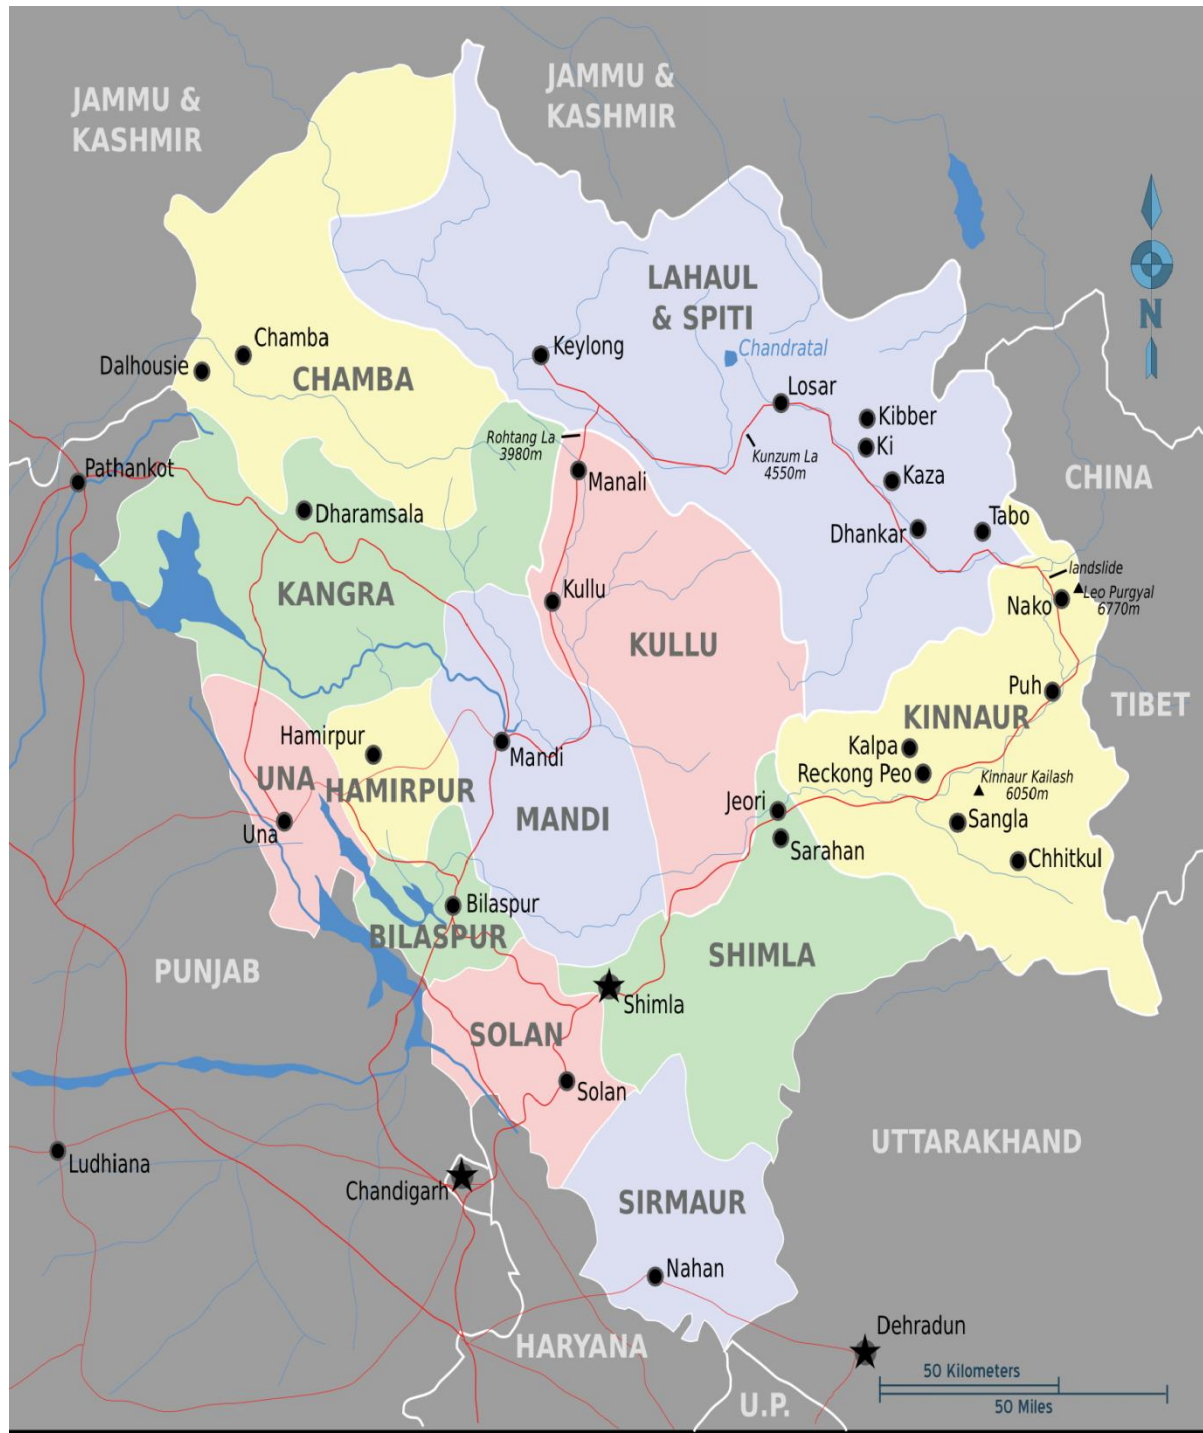 JAMMU &
KASHMIR
JAMMU &
KASHMIR
LAHAUL
& SPITI
Chamba
Dalhousie
CHAMBA
Keylong
Chandratal
Losar
Kibber
Ki
Kaza
Rohtang La
3980m
Kunzum La
4550m
N
Pathankot
Manali
CHINA
Dharamsala
Dhankar
Tabo
landslide
Leo Purgyal
6770m
KANGRA
Kullu
Nako
KULLU
Puh
TIBET
KINNAUR
Hamirpur
Mandi
Kalpa
Reckong Peo
Kinnaur Kailash
6050m
UNA
HAMIRPUR
Jeori
Una
MANDI
Sangla
Sarahan
Chhitkul
Bilaspur
BILASPUR
PUNJAB
SHIMLA
Shimla
SOLAN
Solan
Ludhiana
UTTARAKHAND
Chandigarh
SIRMAUR
Nahan
HARYANA
Dehradun
50 Kilometers
50 Miles
U.P.